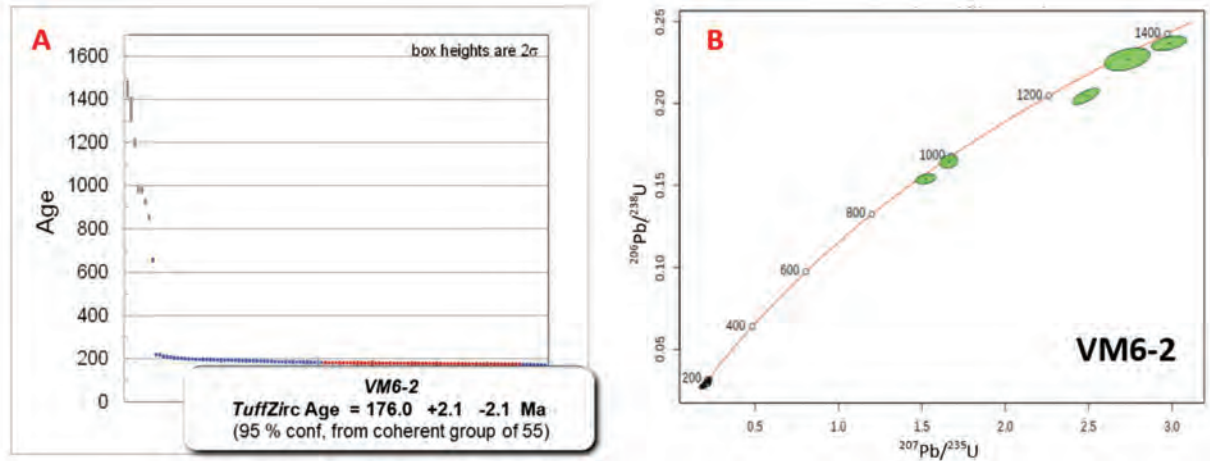 A
box heights are 2σ
Age
1600
1400
1200
1000
800
600
400
200
0
VM6-2
TuffZirc Age = 176.0 +2.1 -2.1 Ma
(95 % conf, from coherent group of 55)
B
0.25
0.20
0.15
0.10
0.05
²⁰⁶Pb/²³⁸U
1400
1200
1000
800
600
400
200
VM6-2
0.5 1.0 1.5 2.0 2.5 3.0
²⁰⁷Pb/²³⁵U